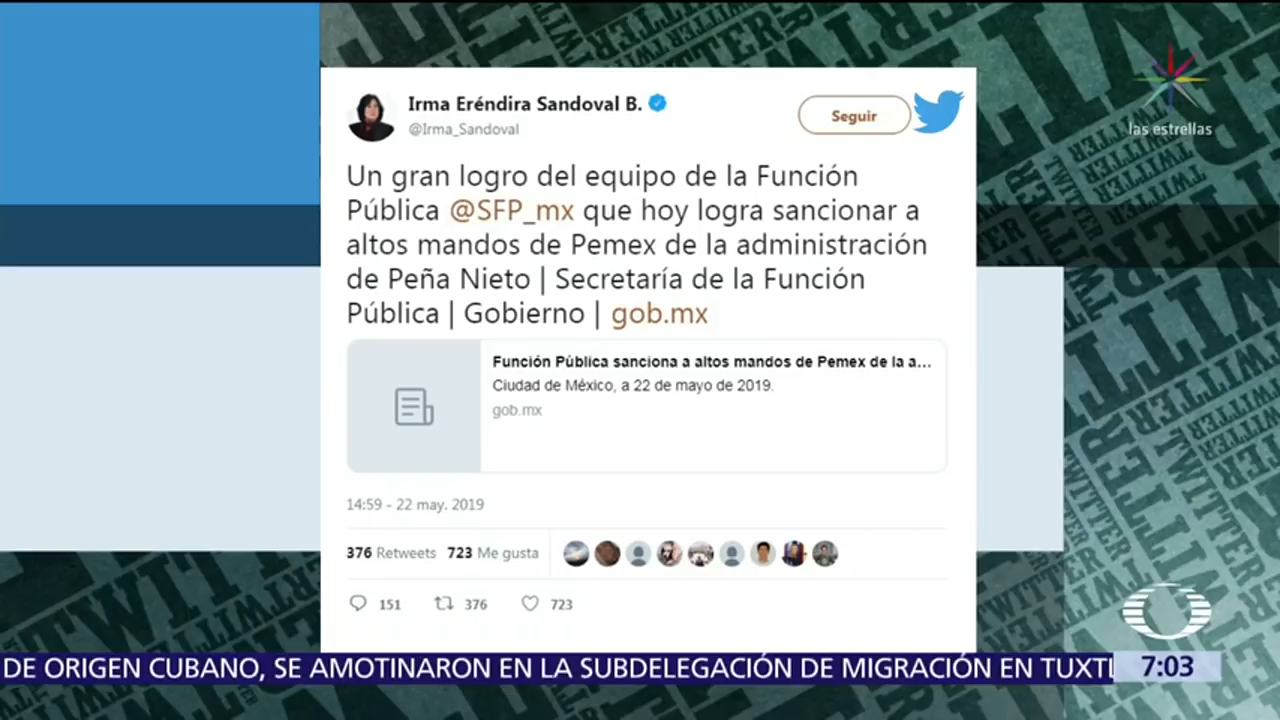 Irma Eréndira Sandoval B.
@Irma_Sandoval
Seguir
las estrellas
Un gran logro del equipo de la Función
Pública @SFP_mx que hoy logra sancionar a
altos mandos de Pemex de la administración
de Peña Nieto | Secretaría de la Función
Pública | Gobierno | gob.mx
Función Pública sanciona a altos mandos de Pemex de la a...
Ciudad de México, a 22 de mayo de 2019.
gob.mx
14:59 - 22 may. 2019
376 Retweets 723 Me gusta
151 376 723
DE ORIGEN CUBANO, SE AMOTINARON EN LA SUBDELEGACIÓN DE MIGRACIÓN EN TUXTL
7:03
TWITTER